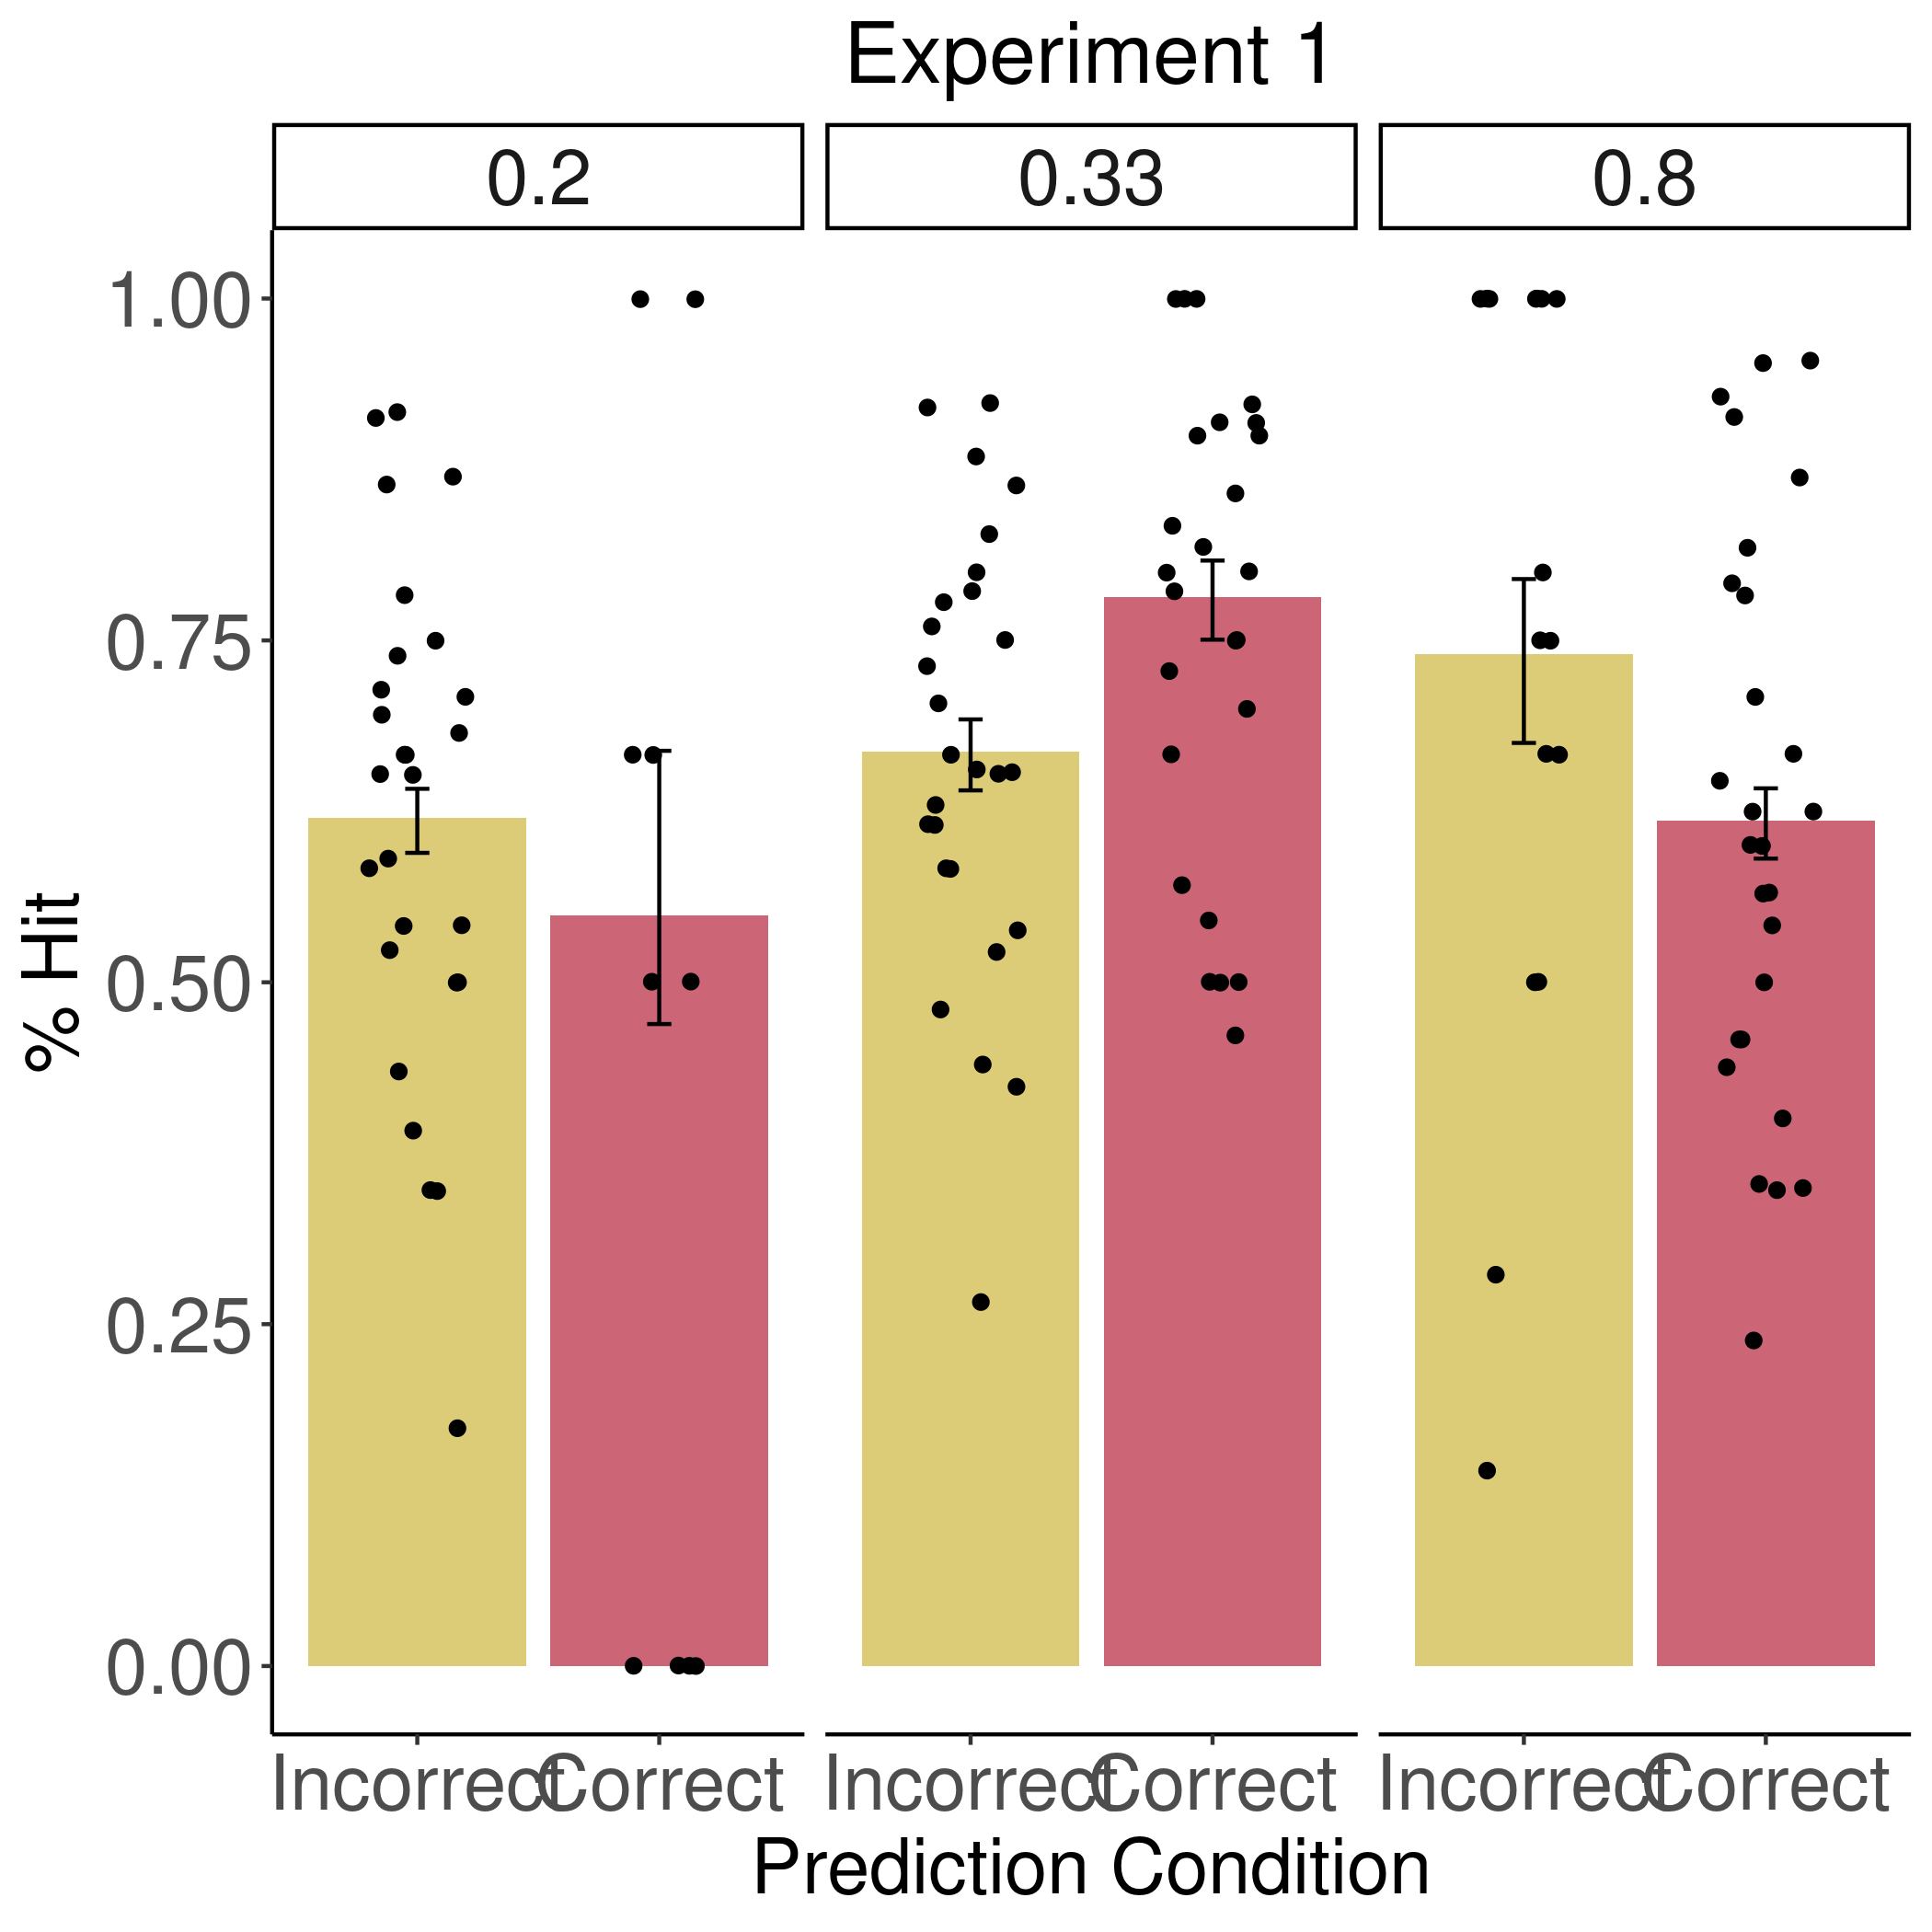 Experiment 1
0.2 0.33 0.8
1.00
0.75
0.50
0.25
0.00
% Hit
Incorrect Correct Incorrect Correct Incorrect Correct
Prediction Condition